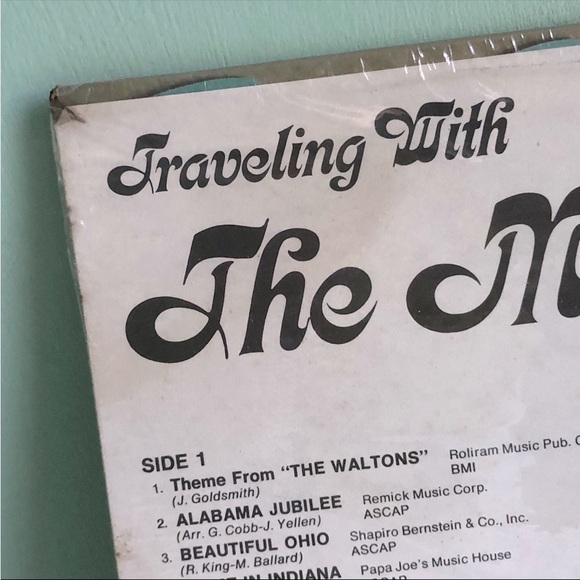 Traveling With
The M
SIDE 1
1. Theme From "THE WALTONS" Roliram Music Pub. C
(J. Goldsmith) BMI
2. ALABAMA JUBILEE Remick Music Corp.
(Arr. G. Cobb-J. Yellen) ASCAP
3. BEAUTIFUL OHIO Shapiro Bernstein & Co., Inc.
(R. King-M. Ballard) ASCAP
IN INDIANA Papa Joe's Music House